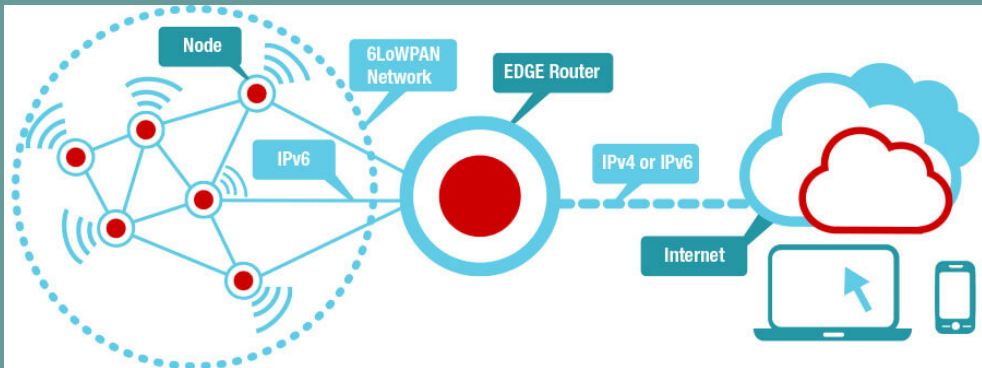 Node
6LoWPAN
Network
EDGE Router
IPv6
IPv4 or IPv6
Internet